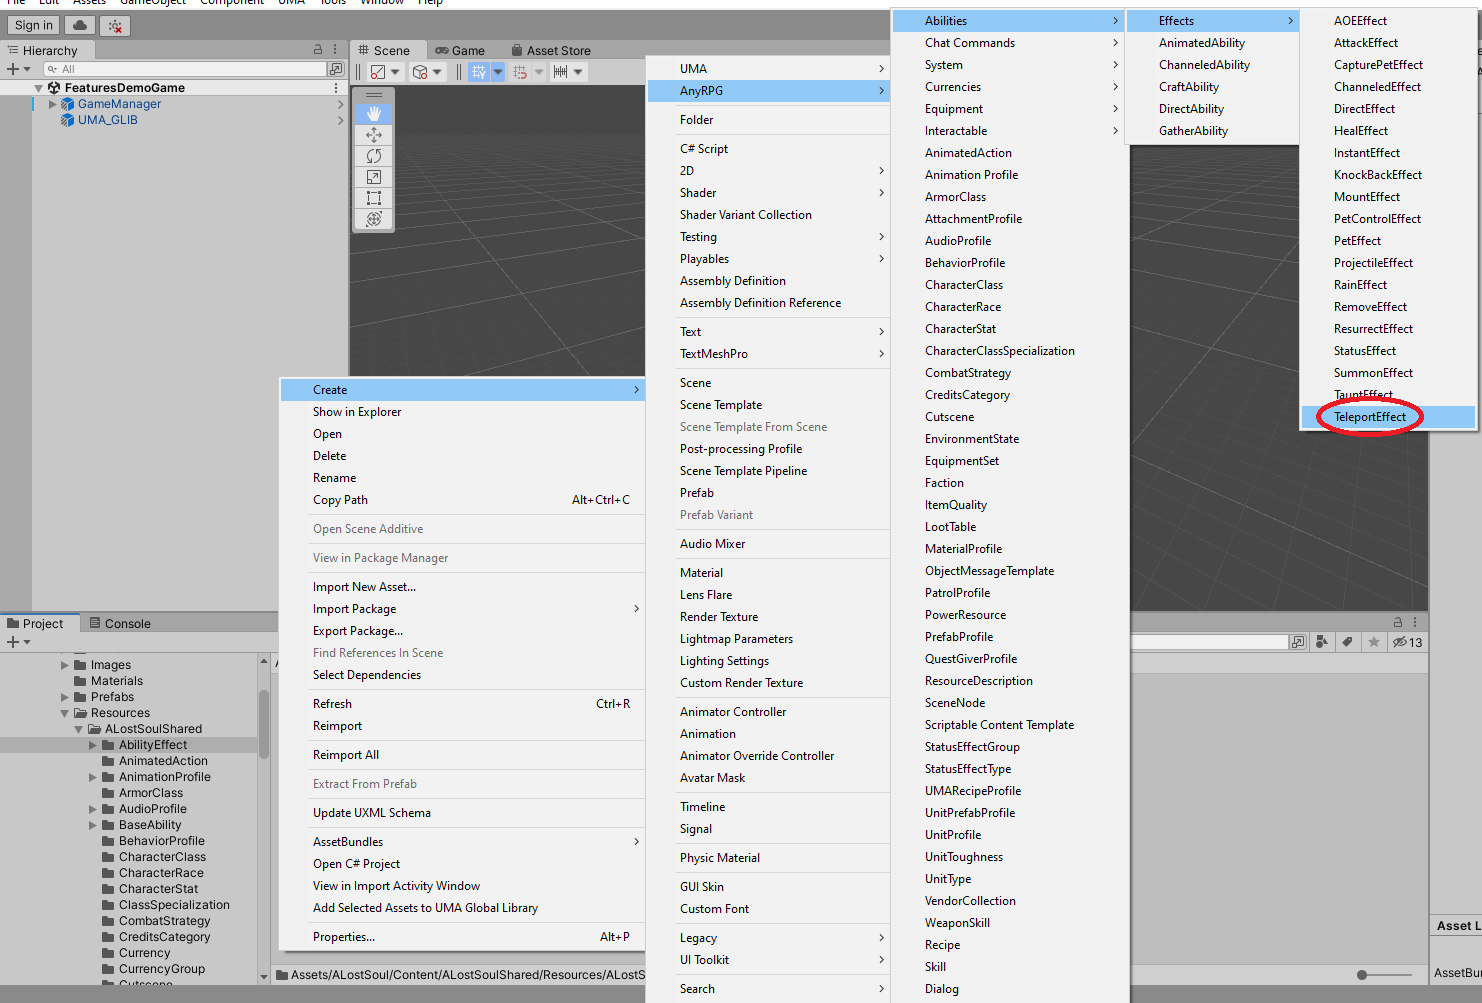 File Edit Assets GameObject Component UMA Tools Window Help
Sign in
Hierarchy
All
FeaturesDemoGame
GameManager
UMA_GLIB
Scene
Game
Asset Store
Create
Show in Explorer
Open
Delete
Rename
Copy Path Alt+Ctrl+C
Open Scene Additive
View in Package Manager
Import New Asset...
Import Package
Export Package...
Find References In Scene
Select Dependencies
Refresh Ctrl+R
Reimport
Reimport All
Extract From Prefab
Update UXML Schema
AssetBundles
Open C# Project
View in Import Activity Window
Add Selected Assets to UMA Global Library
Properties... Alt+P
UMA
AnyRPG
Folder
C# Script
2D
Shader
Shader Variant Collection
Testing
Playables
Assembly Definition
Assembly Definition Reference
Text
TextMeshPro
Scene
Scene Template
Scene Template From Scene
Post-processing Profile
Scene Template Pipeline
Prefab
Prefab Variant
Audio Mixer
Material
Lens Flare
Render Texture
Lightmap Parameters
Lighting Settings
Custom Render Texture
Animator Controller
Animation
Animator Override Controller
Avatar Mask
Timeline
Signal
Physic Material
GUI Skin
Custom Font
Legacy
UI Toolkit
Search
Abilities
Chat Commands
System
Currencies
Equipment
Interactable
AnimatedAction
Animation Profile
ArmorClass
AttachmentProfile
AudioProfile
BehaviorProfile
CharacterClass
CharacterRace
CharacterStat
CharacterClassSpecialization
CombatStrategy
CreditsCategory
Cutscene
EnvironmentState
EquipmentSet
Faction
ItemQuality
LootTable
MaterialProfile
ObjectMessageTemplate
PatrolProfile
PowerResource
PrefabProfile
QuestGiverProfile
ResourceDescription
SceneNode
Scriptable Content Template
StatusEffectGroup
StatusEffectType
UMARecipeProfile
UnitPrefabProfile
UnitProfile
UnitToughness
UnitType
VendorCollection
WeaponSkill
Recipe
Skill
Dialog
Effects
AnimatedAbility
ChanneledAbility
CraftAbility
DirectAbility
GatherAbility
AOEEffect
AttackEffect
CapturePetEffect
ChanneledEffect
DirectEffect
HealEffect
InstantEffect
KnockBackEffect
MountEffect
PetControlEffect
PetEffect
ProjectileEffect
RainEffect
RemoveEffect
ResurrectEffect
StatusEffect
SummonEffect
TauntEffect
TeleportEffect
Project
Console
13
Images
Materials
Prefabs
Resources
ALostSoulShared
AbilityEffect
AnimatedAction
AnimationProfile
ArmorClass
AudioProfile
BaseAbility
BehaviorProfile
CharacterClass
CharacterRace
CharacterStat
ClassSpecialization
CombatStrategy
CreditsCategory
Currency
CurrencyGroup
Cutscene
Assets/ALostSoul/Content/ALostSoulShared/Resources/ALostS
Asset L
AssetBun